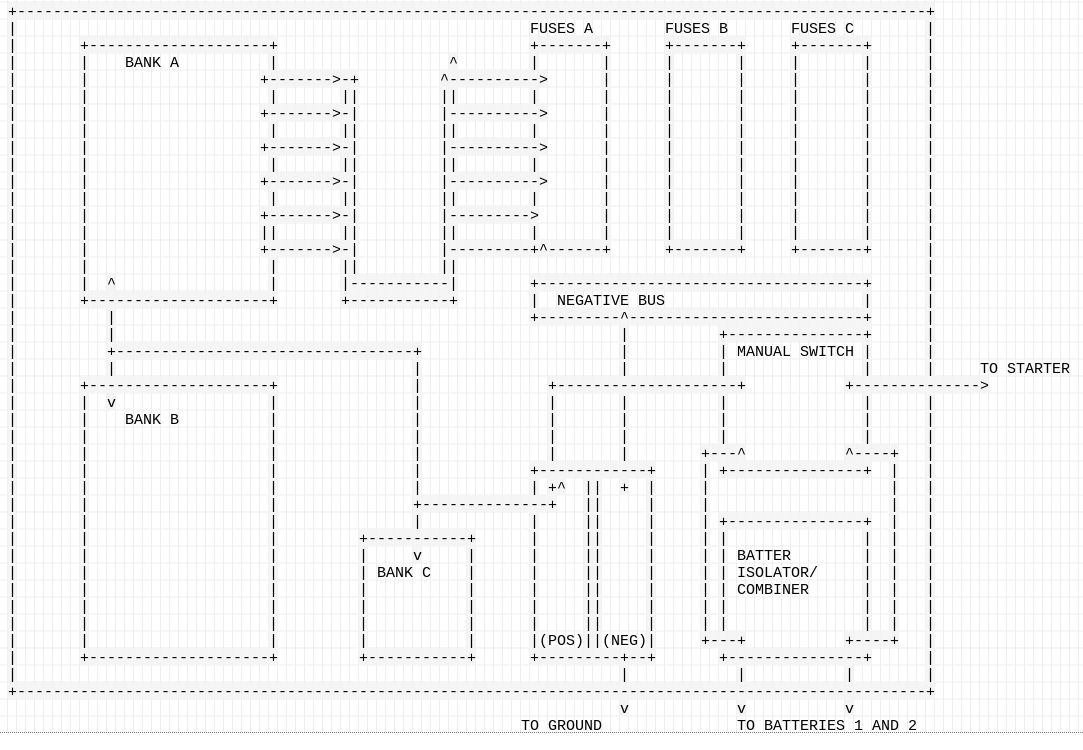 FUSES A FUSES B FUSES C
BANK A
NEGATIVE BUS
MANUAL SWITCH
TO STARTER
BANK B
BATTER
BANK C ISOLATOR/
COMBINER
(POS) (NEG)
TO GROUND TO BATTERIES 1 AND 2